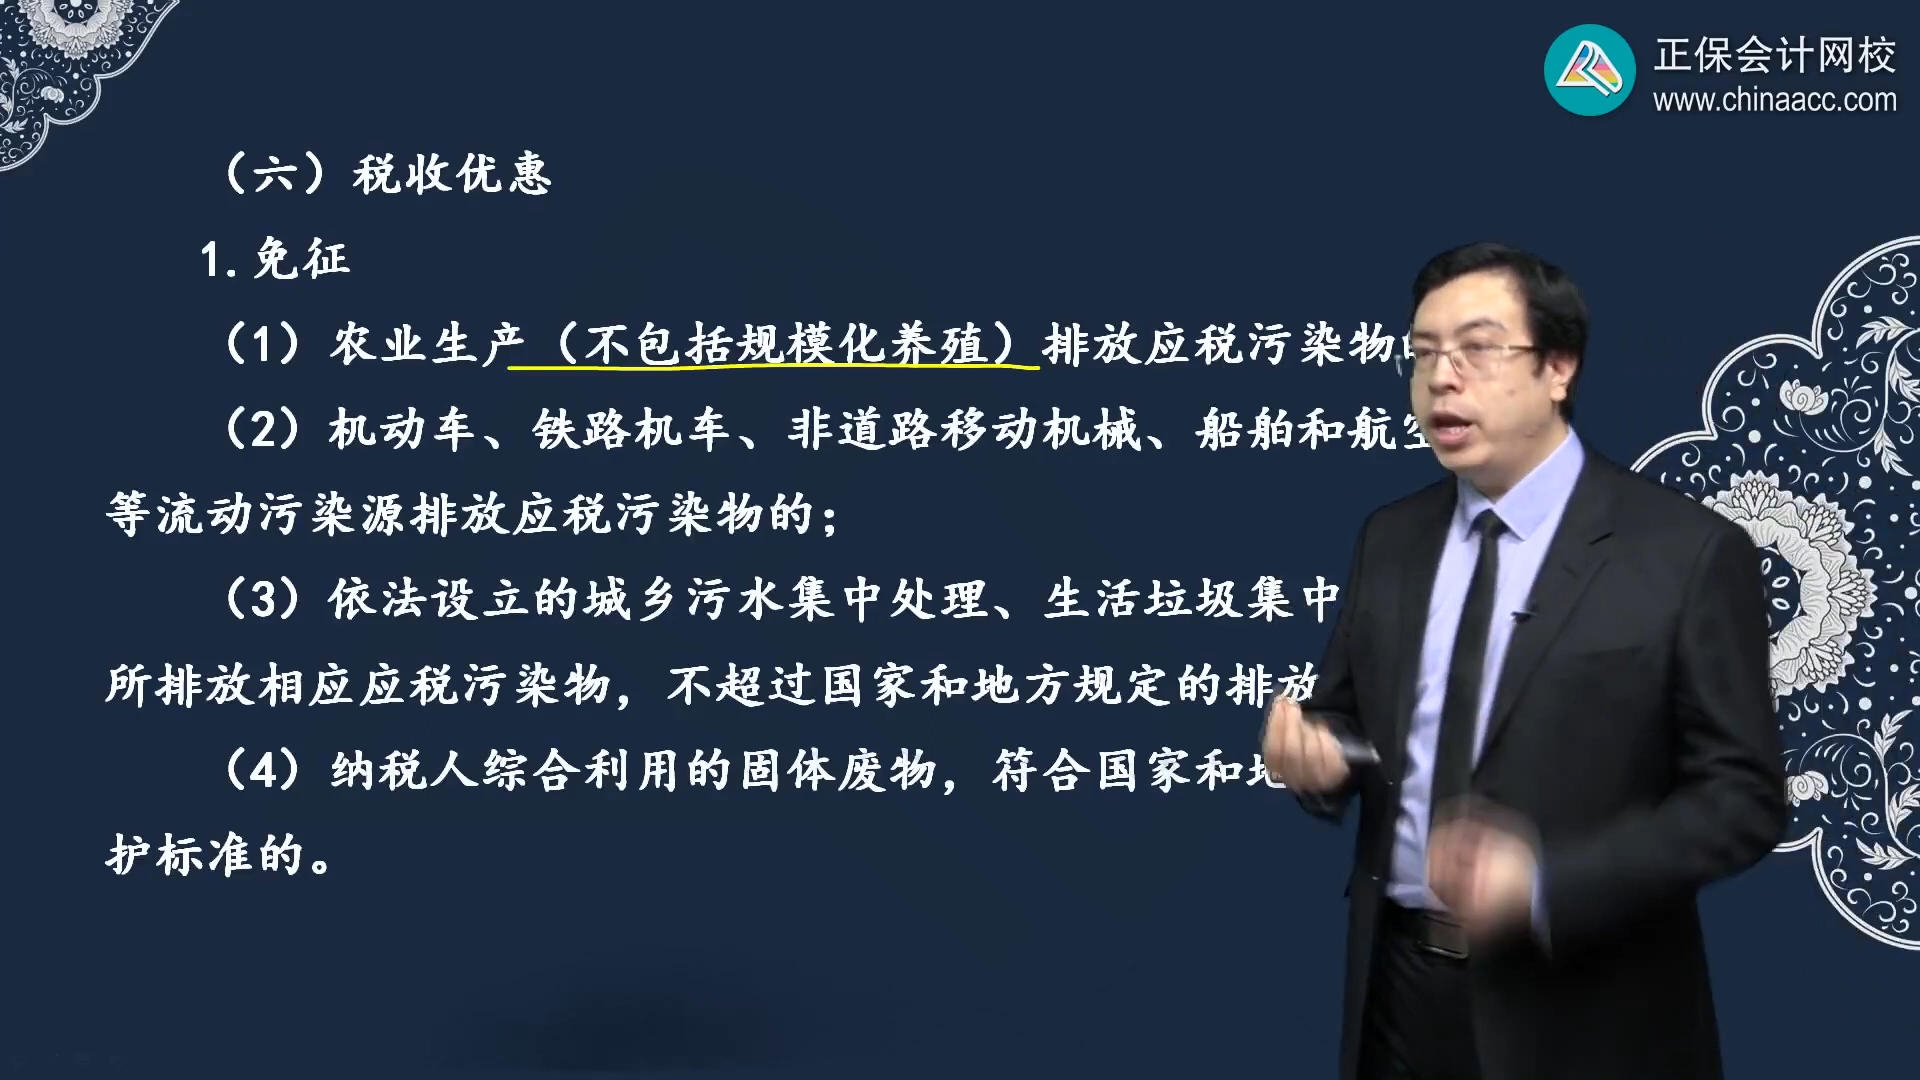 正保会计网校
www.chinaacc.com
（六）税收优惠
1.免征
（1）农业生产（不包括规模化养殖）排放应税污染物
（2）机动车、铁路机车、非道路移动机械、船舶和航空
等流动污染源排放应税污染物的；
（3）依法设立的城乡污水集中处理、生活垃圾集中
所排放相应应税污染物，不超过国家和地方规定的排放
（4）纳税人综合利用的固体废物，符合国家和
护标准的。